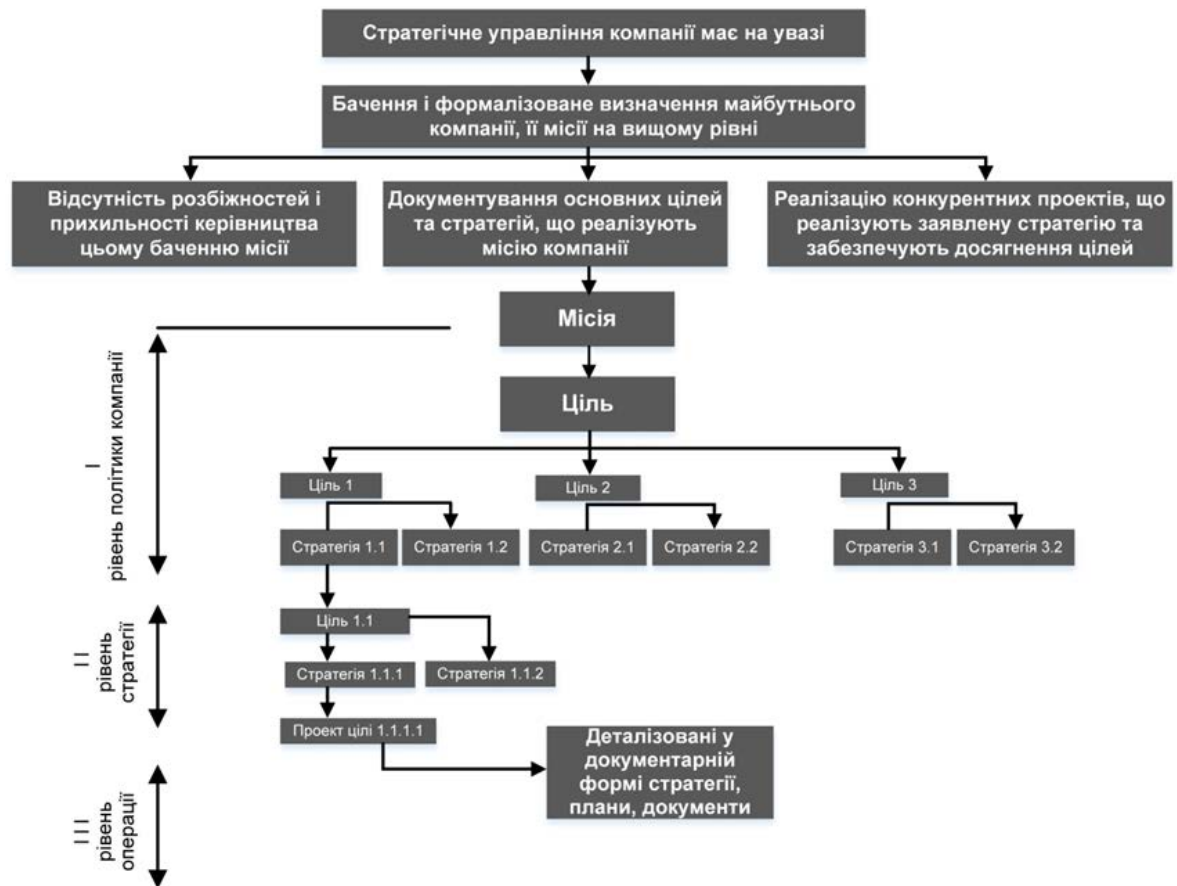 Стратегічне управління компанії має на увазі
Бачення і формалізоване визначення майбутнього
компанії, її місії на вищому рівні
Відсутність розбіжностей і
прихильності керівництва
цьому баченню місії
Документування основних цілей
та стратегій, що реалізують
місію компанії
Реалізацію конкурентних проектів, що
реалізують заявлену стратегію та
забезпечують досягнення цілей
Місія
Ціль
I
рівень політики компанії
Ціль 1
Ціль 2
Ціль 3
Стратегія 1.1
Стратегія 1.2
Стратегія 2.1
Стратегія 2.2
Стратегія 3.1
Стратегія 3.2
II
рівень
стратегії
Ціль 1.1
Стратегія 1.1.1
Стратегія 1.1.2
Проект цілі 1.1.1.1
Деталізовані у
документарній
формі стратегії,
плани, документи
III
рівень
операції